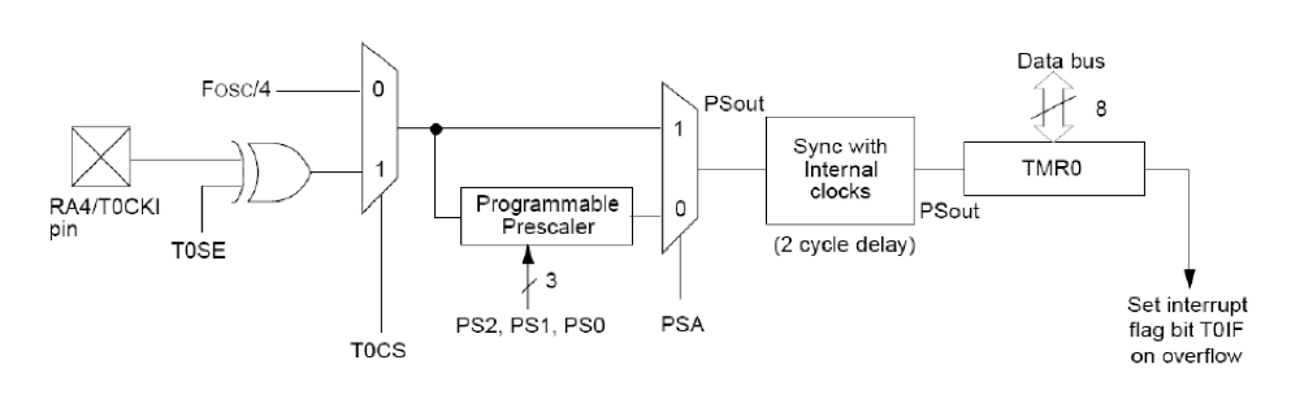 Data bus
FOSC/4
0
PSout
8
1
Sync with
Internal
clocks
TMR0
1
RA4/T0CKI
pin
Programmable
Prescaler
0
PSout
T0SE
(2 cycle delay)
3
Set interrupt
flag bit T0IF
on overflow
PS2, PS1, PS0
PSA
T0CS